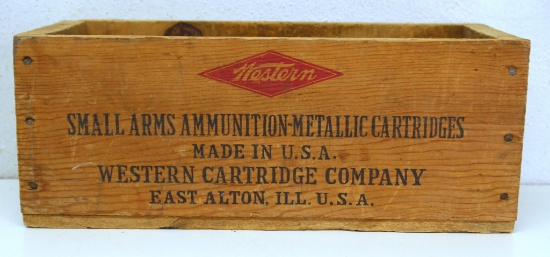 Western
SMALL ARMS AMMUNITION-METALLIC CARTRIDGES
MADE IN U.S.A.
WESTERN CARTRIDGE COMPANY
EAST ALTON, ILL. U.S.A.